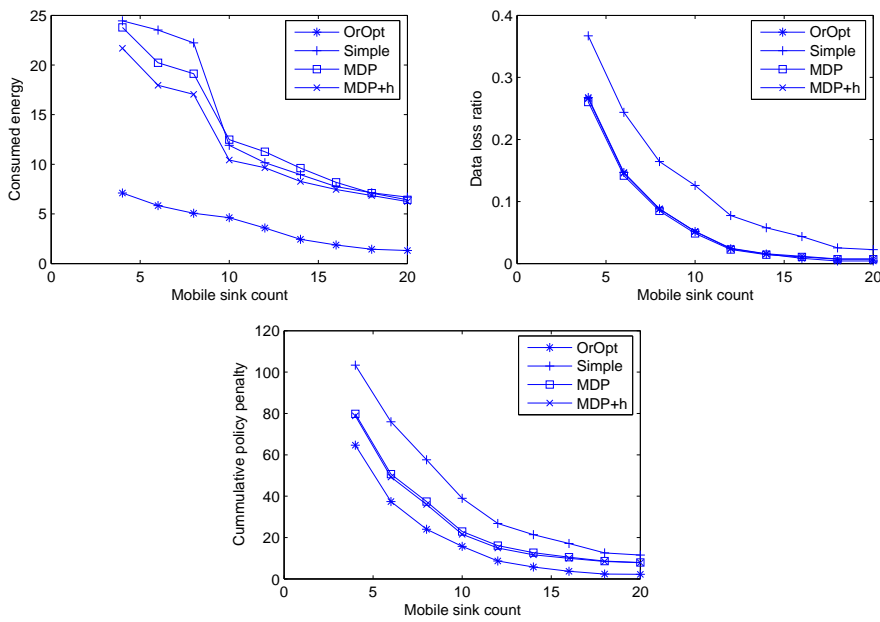 25
20
15
10
5
0
Consumed energy
0
5
10
15
20
Mobile sink count
OrOpt
Simple
MDP
MDP+h
0.4
0.3
0.2
0.1
0
Data loss ratio
0
5
10
15
20
Mobile sink count
OrOpt
Simple
MDP
MDP+h
120
100
80
60
40
20
0
Cummulative policy penalty
0
5
10
15
20
Mobile sink count
OrOpt
Simple
MDP
MDP+h